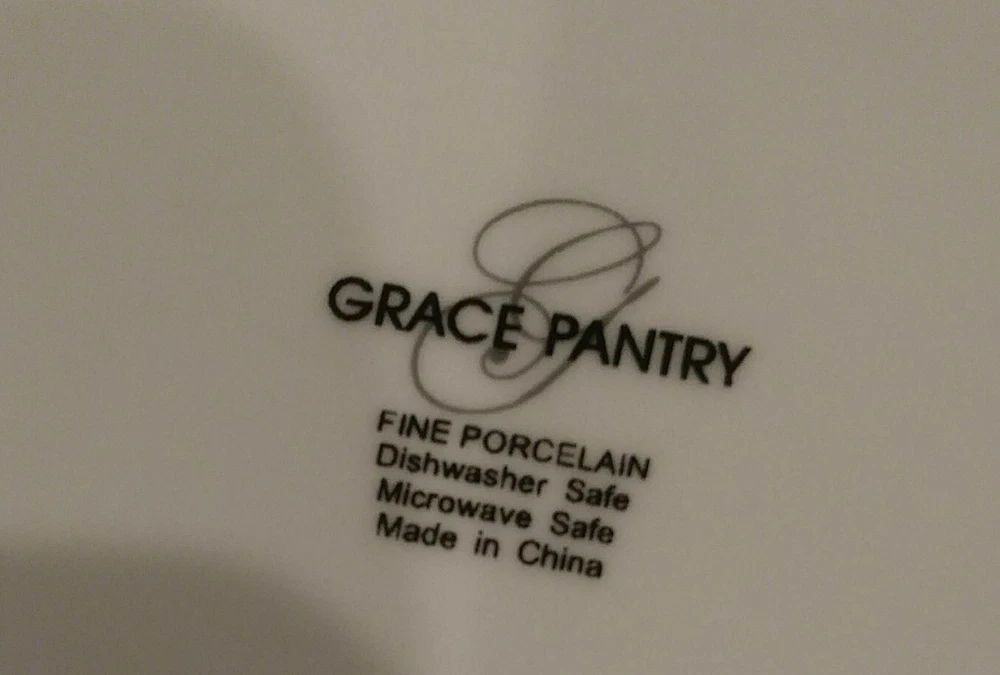 GRACE PANTRY
FINE PORCELAIN
Dishwasher Safe
Microwave Safe
Made in China